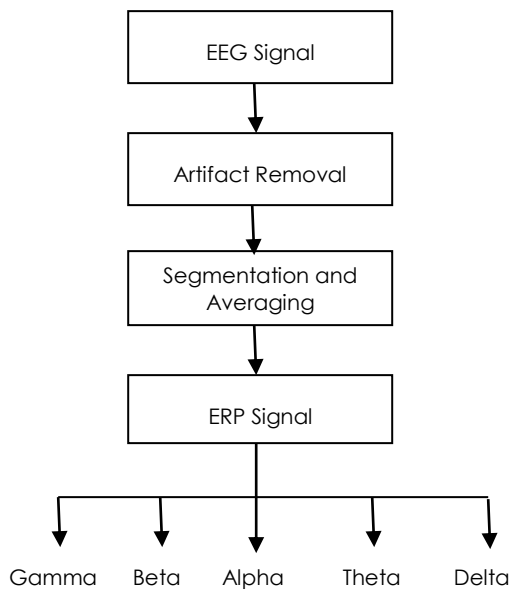 EEG Signal
Artifact Removal
Segmentation and
Averaging
ERP Signal
Gamma Beta Alpha Theta Delta